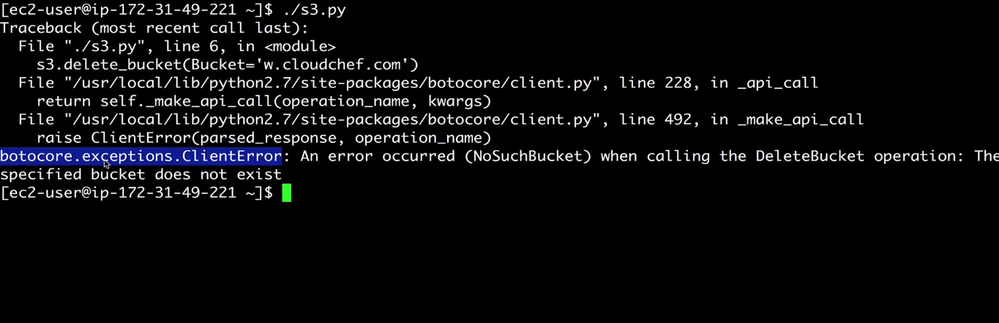 [ec2-user@ip-172-31-49-221 ~]$ ./s3.py
Traceback (most recent call last):
  File "./s3.py", line 6, in <module>
    s3.delete_bucket(Bucket='w.cloudchef.com')
  File "/usr/local/lib/python2.7/site-packages/botocore/client.py", line 228, in _api_call
    return self._make_api_call(operation_name, kwargs)
  File "/usr/local/lib/python2.7/site-packages/botocore/client.py", line 492, in _make_api_call
    raise ClientError(parsed_response, operation_name)
botocore.exceptions.ClientError: An error occurred (NoSuchBucket) when calling the DeleteBucket operation: The
specified bucket does not exist
[ec2-user@ip-172-31-49-221 ~]$